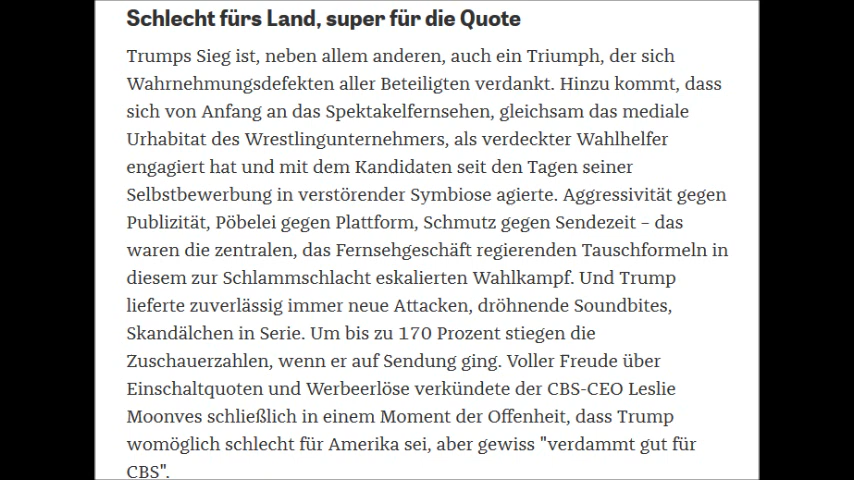 Schlecht fürs Land, super für die Quote
Trumps Sieg ist, neben allem anderen, auch ein Triumph, der sich
Wahrnehmungsdefekten aller Beteiligten verdankt. Hinzu kommt, dass
sich von Anfang an das Spektakelfernsehen, gleichsam das mediale
Urhabitat des Wrestlingunternehmers, als verdeckter Wahlhelfer
engagiert hat und mit dem Kandidaten seit den Tagen seiner
Selbstbewerbung in verstörender Symbiose agierte. Aggressivität gegen
Publizität, Pöbelei gegen Plattform, Schmutz gegen Sendezeit – das
waren die zentralen, das Fernsehgeschäft regierenden Tauschformeln in
diesem zur Schlammschlacht eskalierten Wahlkampf. Und Trump
lieferte zuverlässig immer neue Attacken, dröhnende Soundbites,
Skandälchen in Serie. Um bis zu 170 Prozent stiegen die
Zuschauerzahlen, wenn er auf Sendung ging. Voller Freude über
Einschaltquoten und Werbeerlöse verkündete der CBS-CEO Leslie
Moonves schließlich in einem Moment der Offenheit, dass Trump
womöglich schlecht für Amerika sei, aber gewiss "verdammt gut für
CBS".